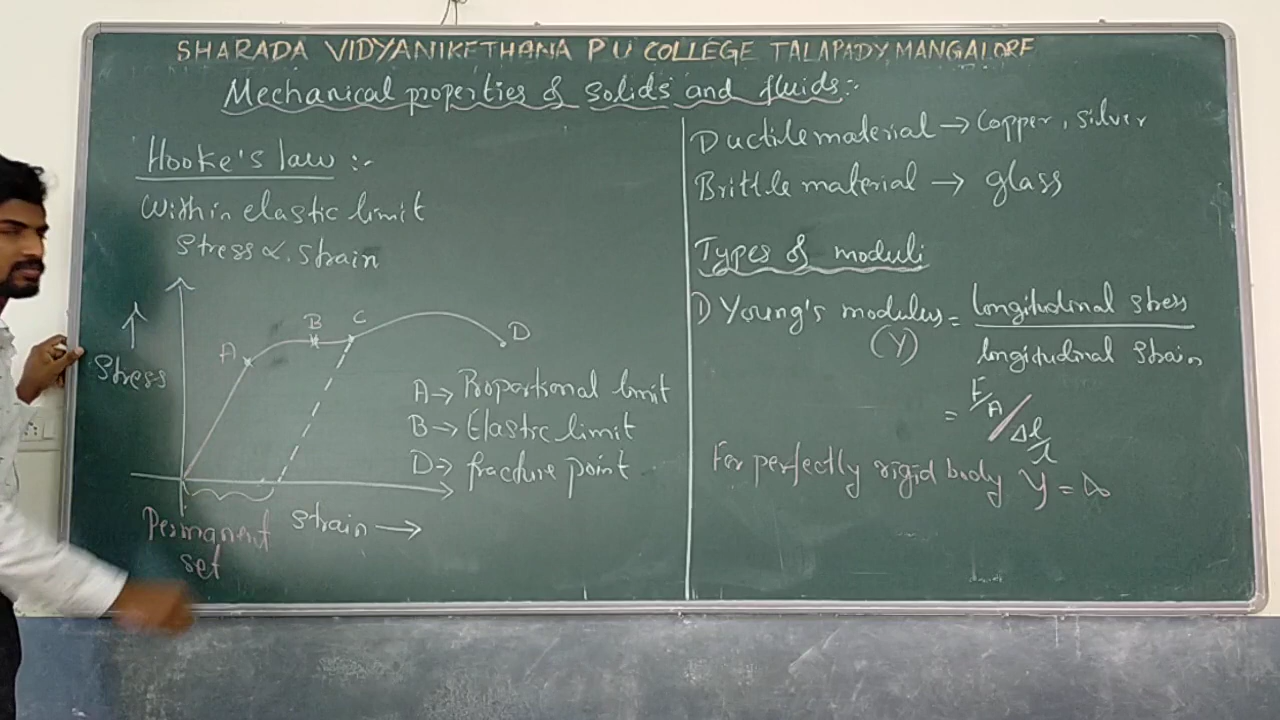 SHARADA VIDYANIKETHANA P U COLLEGE TALAPADY, MANGALORE
Mechanical properties of solids and fluids:-
Hooke's law :-
Within elastic limit
Stress ∝ strain
Stress
A
B
C
D
A → Proportional limit
B → Elastic limit
D → fracture point
Permanent
set
Strain →
Ductile material → Copper, Silver
Brittle material → glass
Types of moduli
1) Young's modulus = longitudinal stress
(Y)
longitudinal strain
= F/A / Δl/l
For perfectly rigid body Y = ∞